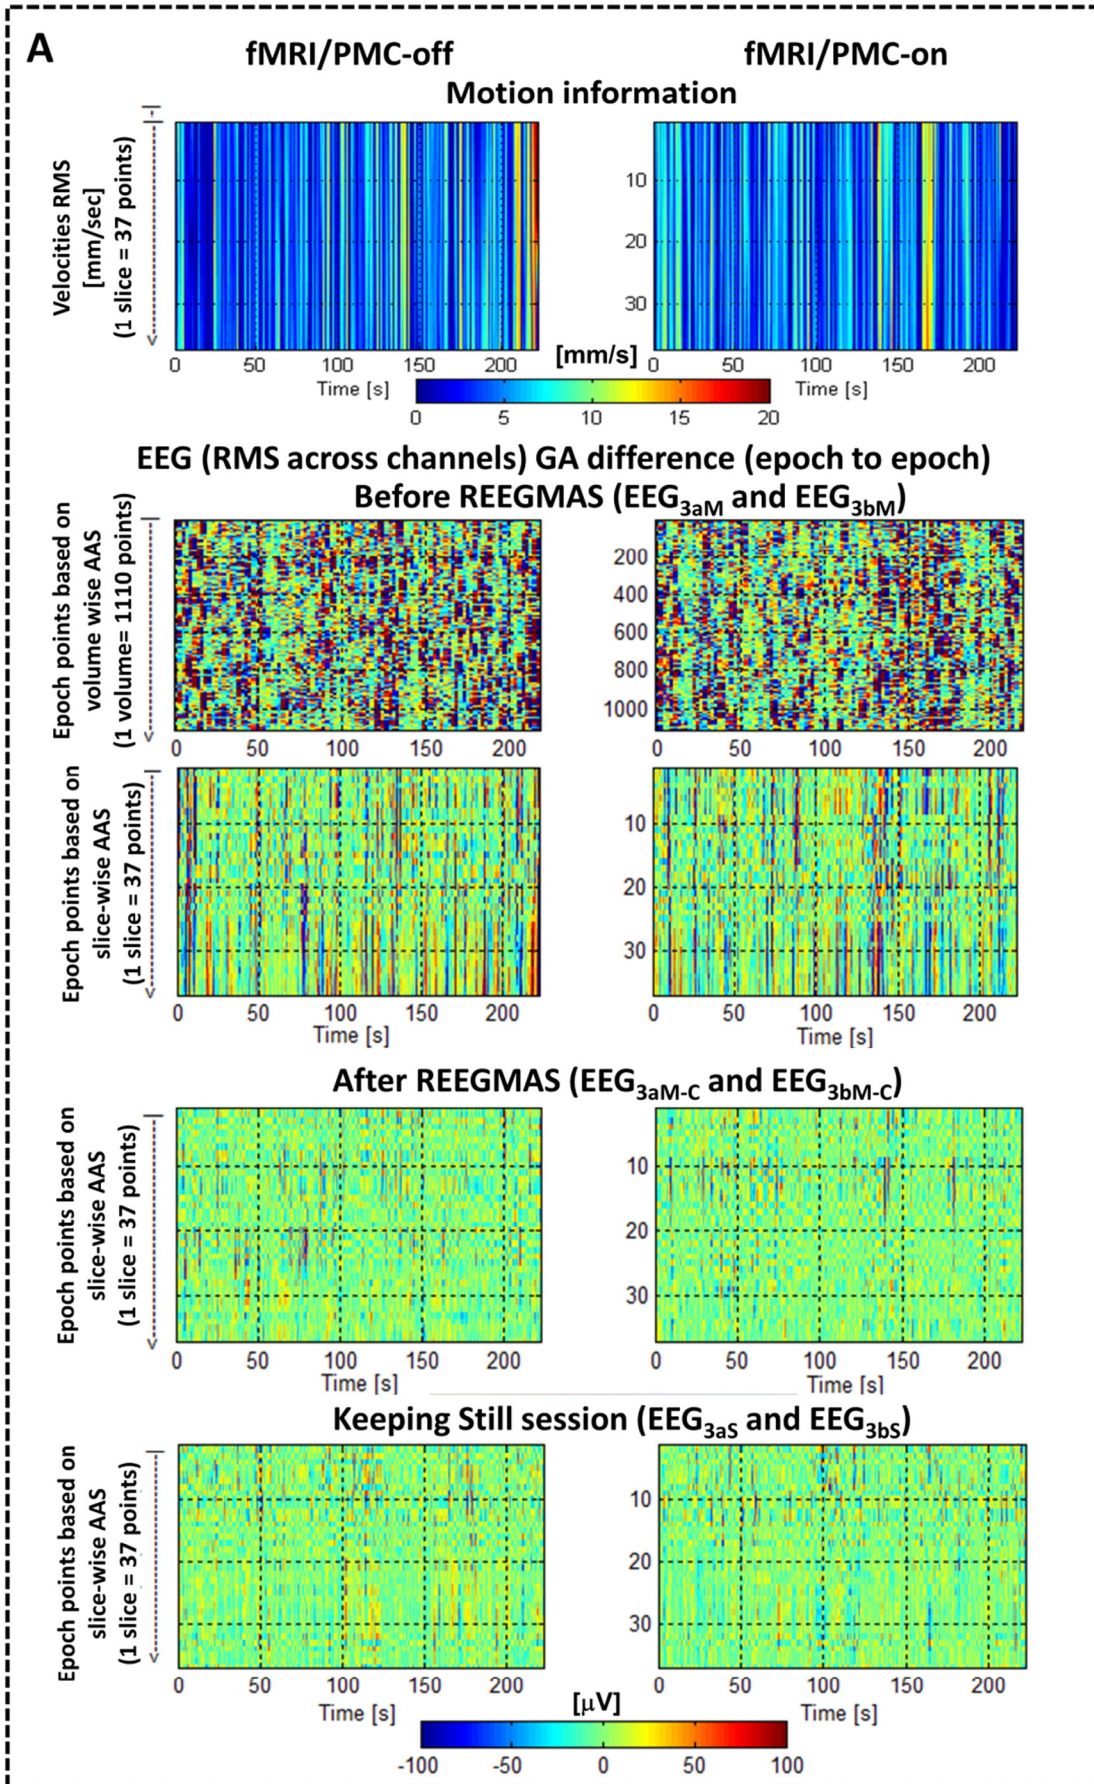 A
fMRI/PMC-off
fMRI/PMC-on
Motion information
Velocities RMS
[mm/sec]
(1 slice = 37 points)
10
20
30
0 50 100 150 200
Time [s]
[mm/s]
0 50 100 150 200
Time [s]
0 5 10 15 20
EEG (RMS across channels) GA difference (epoch to epoch)
Before REEGMAS (EEG3aM and EEG3bM)
Epoch points based on
volume wise AAS
(1 volume= 1110 points)
200
400
600
800
1000
0 50 100 150 200
0 50 100 150 200
Epoch points based on
slice-wise AAS
(1 slice = 37 points)
10
20
30
0 50 100 150 200
Time [s]
0 50 100 150 200
Time [s]
After REEGMAS (EEG3aM-C and EEG3bM-C)
Epoch points based on
slice-wise AAS
(1 slice = 37 points)
10
20
30
0 50 100 150 200
Time [s]
0 50 100 150 200
Time [s]
Keeping Still session (EEG3aS and EEG3bS)
Epoch points based on
slice-wise AAS
(1 slice = 37 points)
10
20
30
0 50 100 150 200
Time [s]
0 50 100 150 200
Time [s]
[μV]
-100 -50 0 50 100